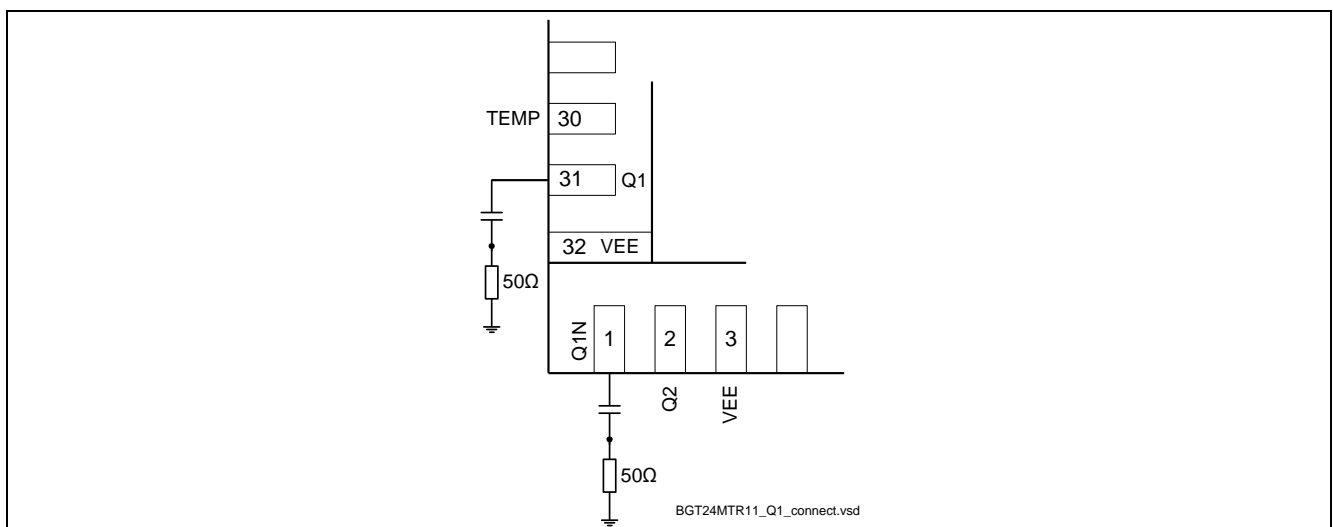 TEMP 30
31 Q1
32 VEE
50Ω
Q1N 1 2 3
Q2 VEE
50Ω
BGT24MTR11_Q1_connect.vsd